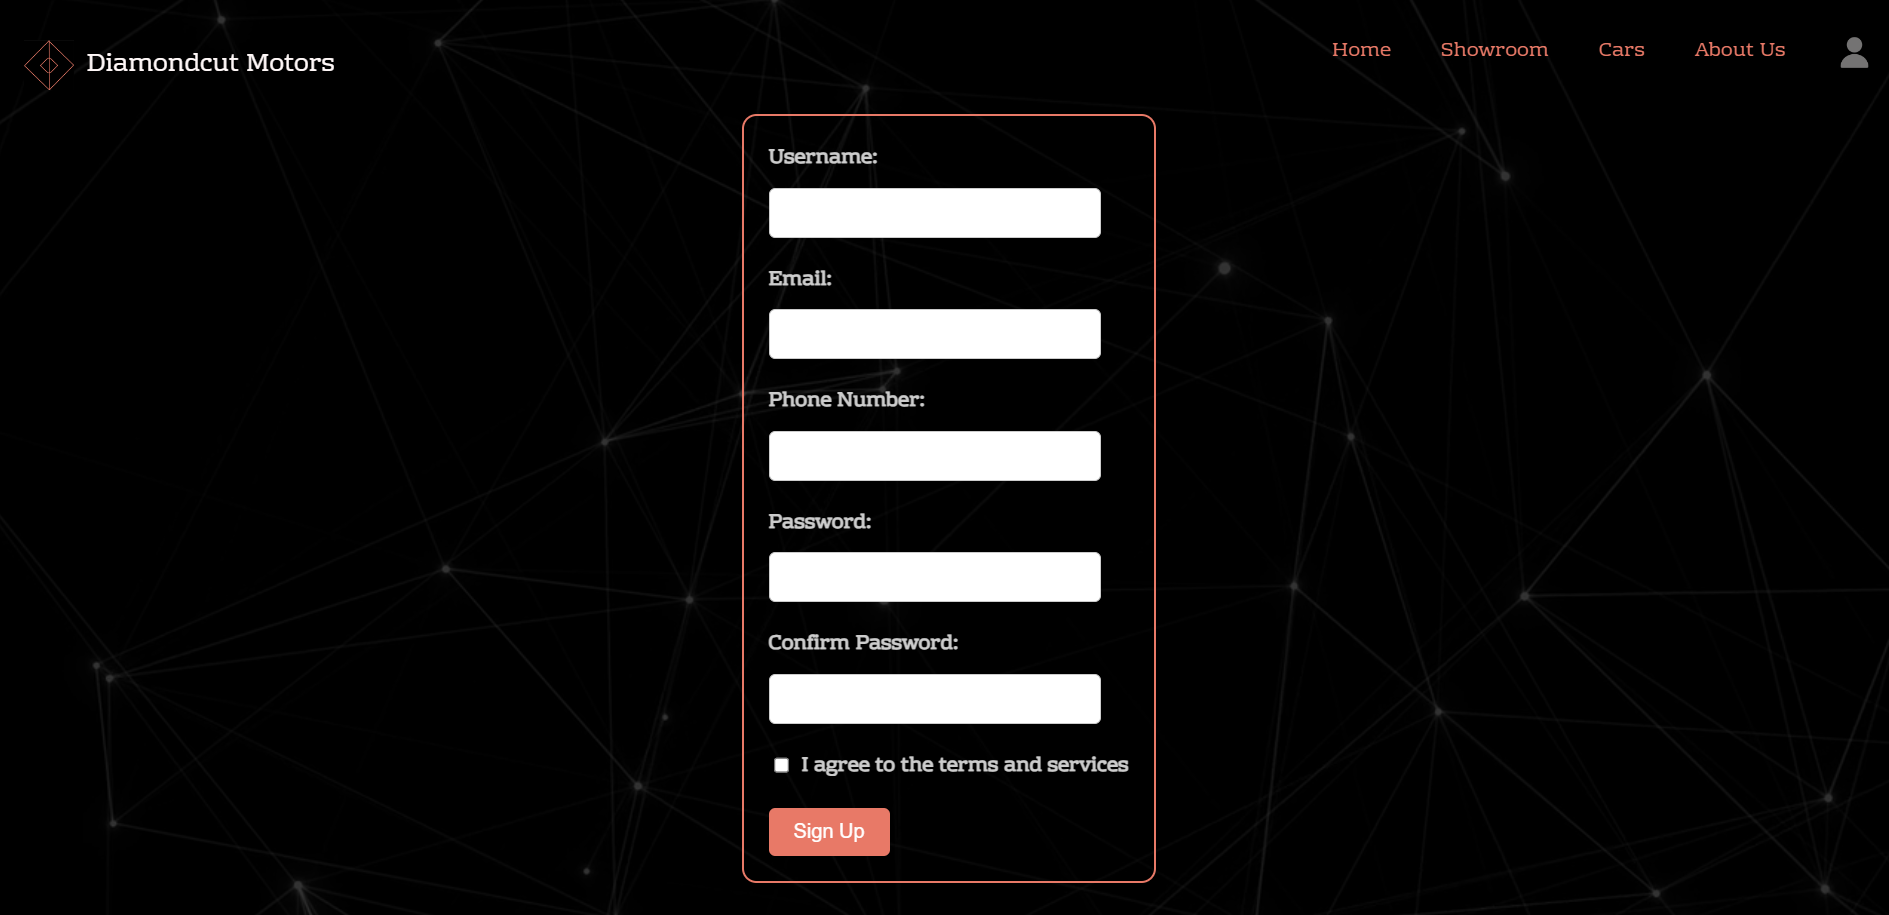 Diamondcut Motors
Home
Showroom
Cars
About Us
Username:
Email:
Phone Number:
Password:
Confirm Password:
I agree to the terms and services
Sign Up